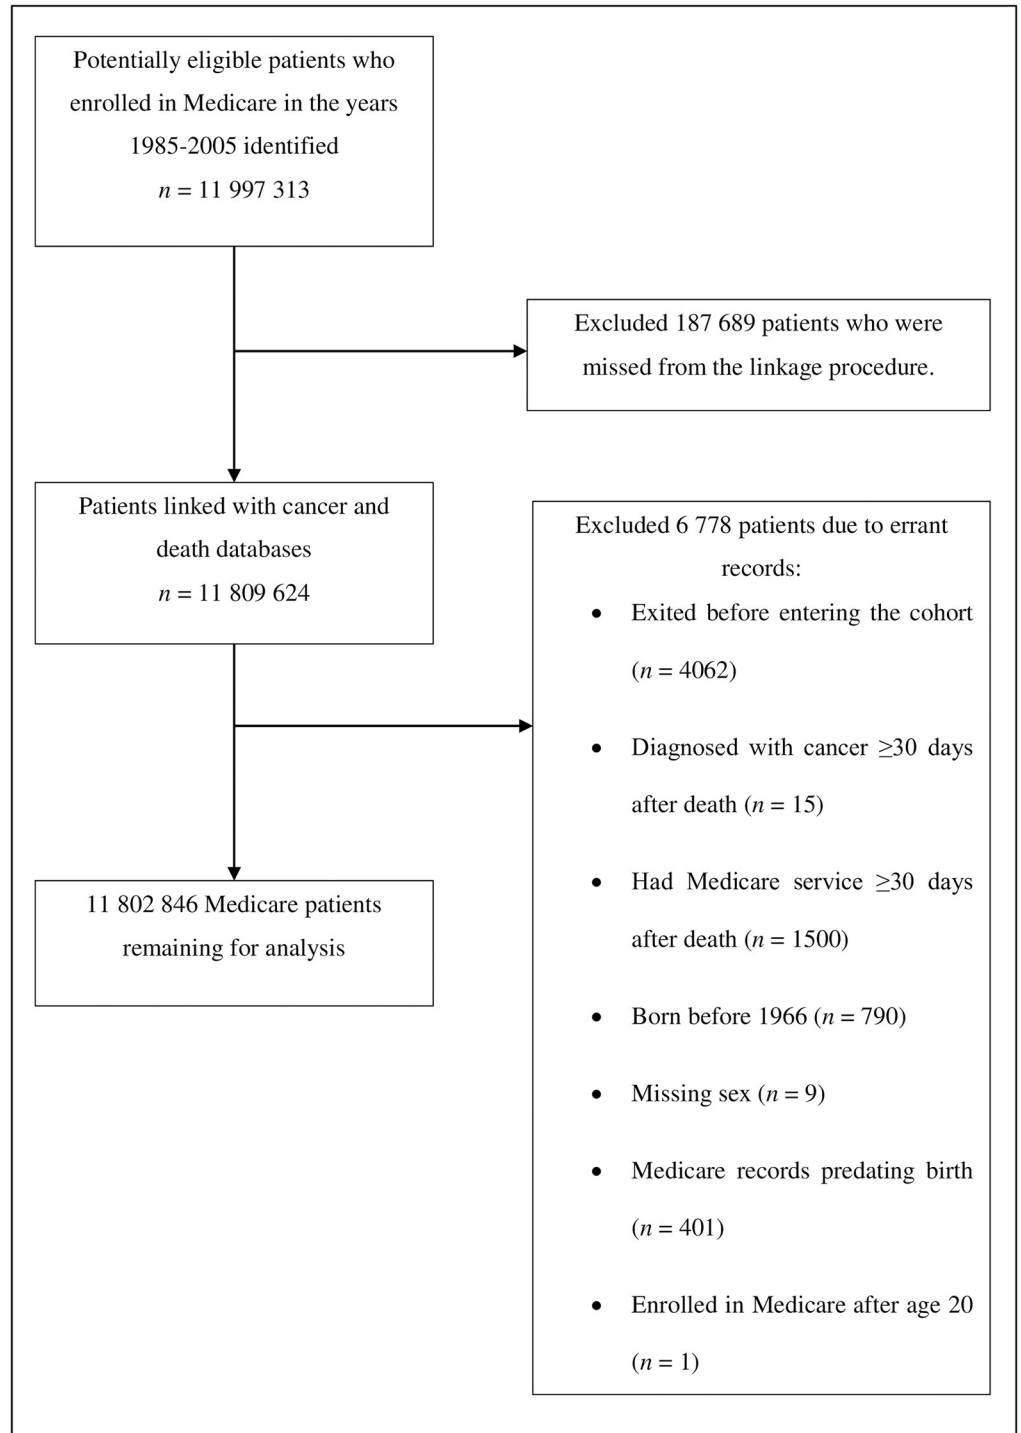 Potentially eligible patients who
enrolled in Medicare in the years
1985-2005 identified
n = 11 997 313
Excluded 187 689 patients who were
missed from the linkage procedure.
Patients linked with cancer and
death databases
n = 11 809 624
Excluded 6 778 patients due to errant
records:
• Exited before entering the cohort
(n = 4062)
• Diagnosed with cancer ≥30 days
after death (n = 15)
• Had Medicare service ≥30 days
after death (n = 1500)
• Born before 1966 (n = 790)
• Missing sex (n = 9)
• Medicare records predating birth
(n = 401)
• Enrolled in Medicare after age 20
(n = 1)
11 802 846 Medicare patients
remaining for analysis